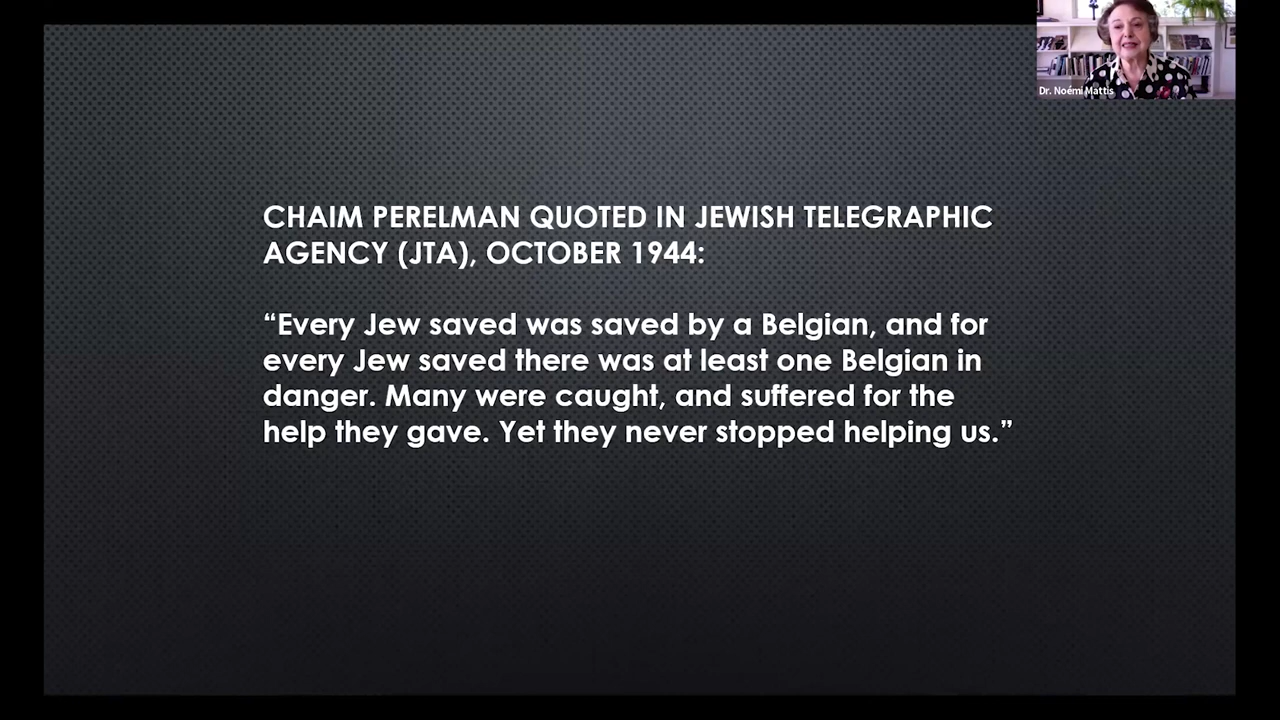 Dr. Noémi Mattis
CHAIM PERELMAN QUOTED IN JEWISH TELEGRAPHIC
AGENCY (JTA), OCTOBER 1944:
“Every Jew saved was saved by a Belgian, and for
every Jew saved there was at least one Belgian in
danger. Many were caught, and suffered for the
help they gave. Yet they never stopped helping us.”